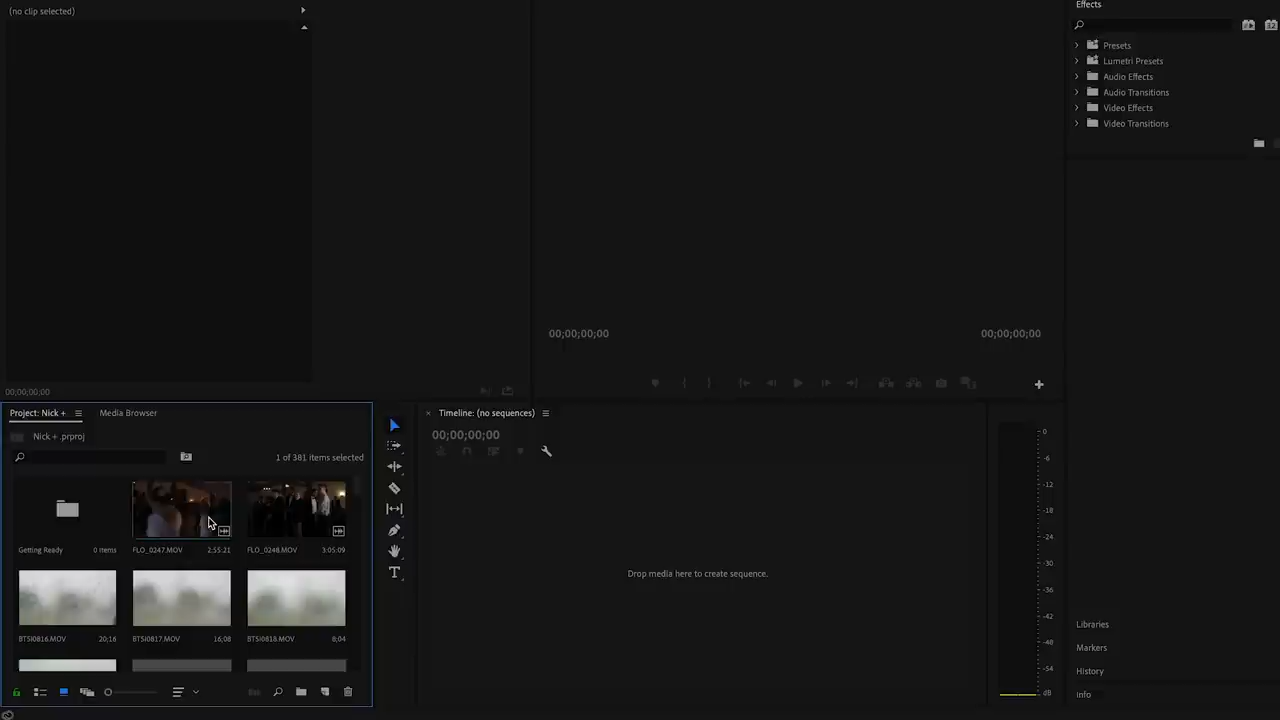 (no clip selected)
00;00;00;00
00;00;00;00
00;00;00;00
Effects
Presets
Lumetri Presets
Audio Effects
Audio Transitions
Video Effects
Video Transitions
Project: Nick +
Media Browser
Nick + .prproj
1 of 381 items selected
Getting Ready 0 items
FLO_0247.MOV 2;55;21
FLO_0248.MOV 3;05;09
BTSI0816.MOV 20;16
BTSI0817.MOV 16;08
BTSI0818.MOV 8;04
T
× Timeline: (no sequences)
00;00;00;00
Drop media here to create sequence.
0
-6
-12
-18
-24
-30
-36
-42
-48
-54
dB
Libraries
Markers
History
Info